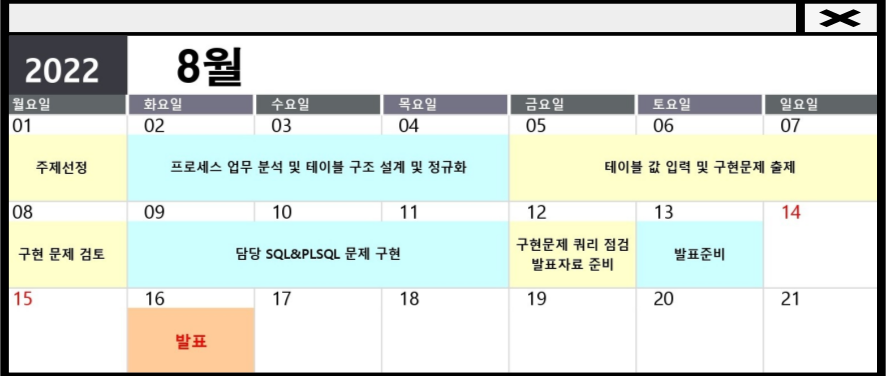 2022 8월
월요일 화요일 수요일 목요일 금요일 토요일 일요일
01 02 03 04 05 06 07
주제선정 프로세스 업무 분석 및 테이블 구조 설계 및 정규화 테이블 값 입력 및 구현문제 출제
08 09 10 11 12 13 14
구현 문제 검토 담당 SQL&PLSQL 문제 구현 구현문제 쿼리 점검
발표자료 준비 발표준비
15 16 17 18 19 20 21
발표